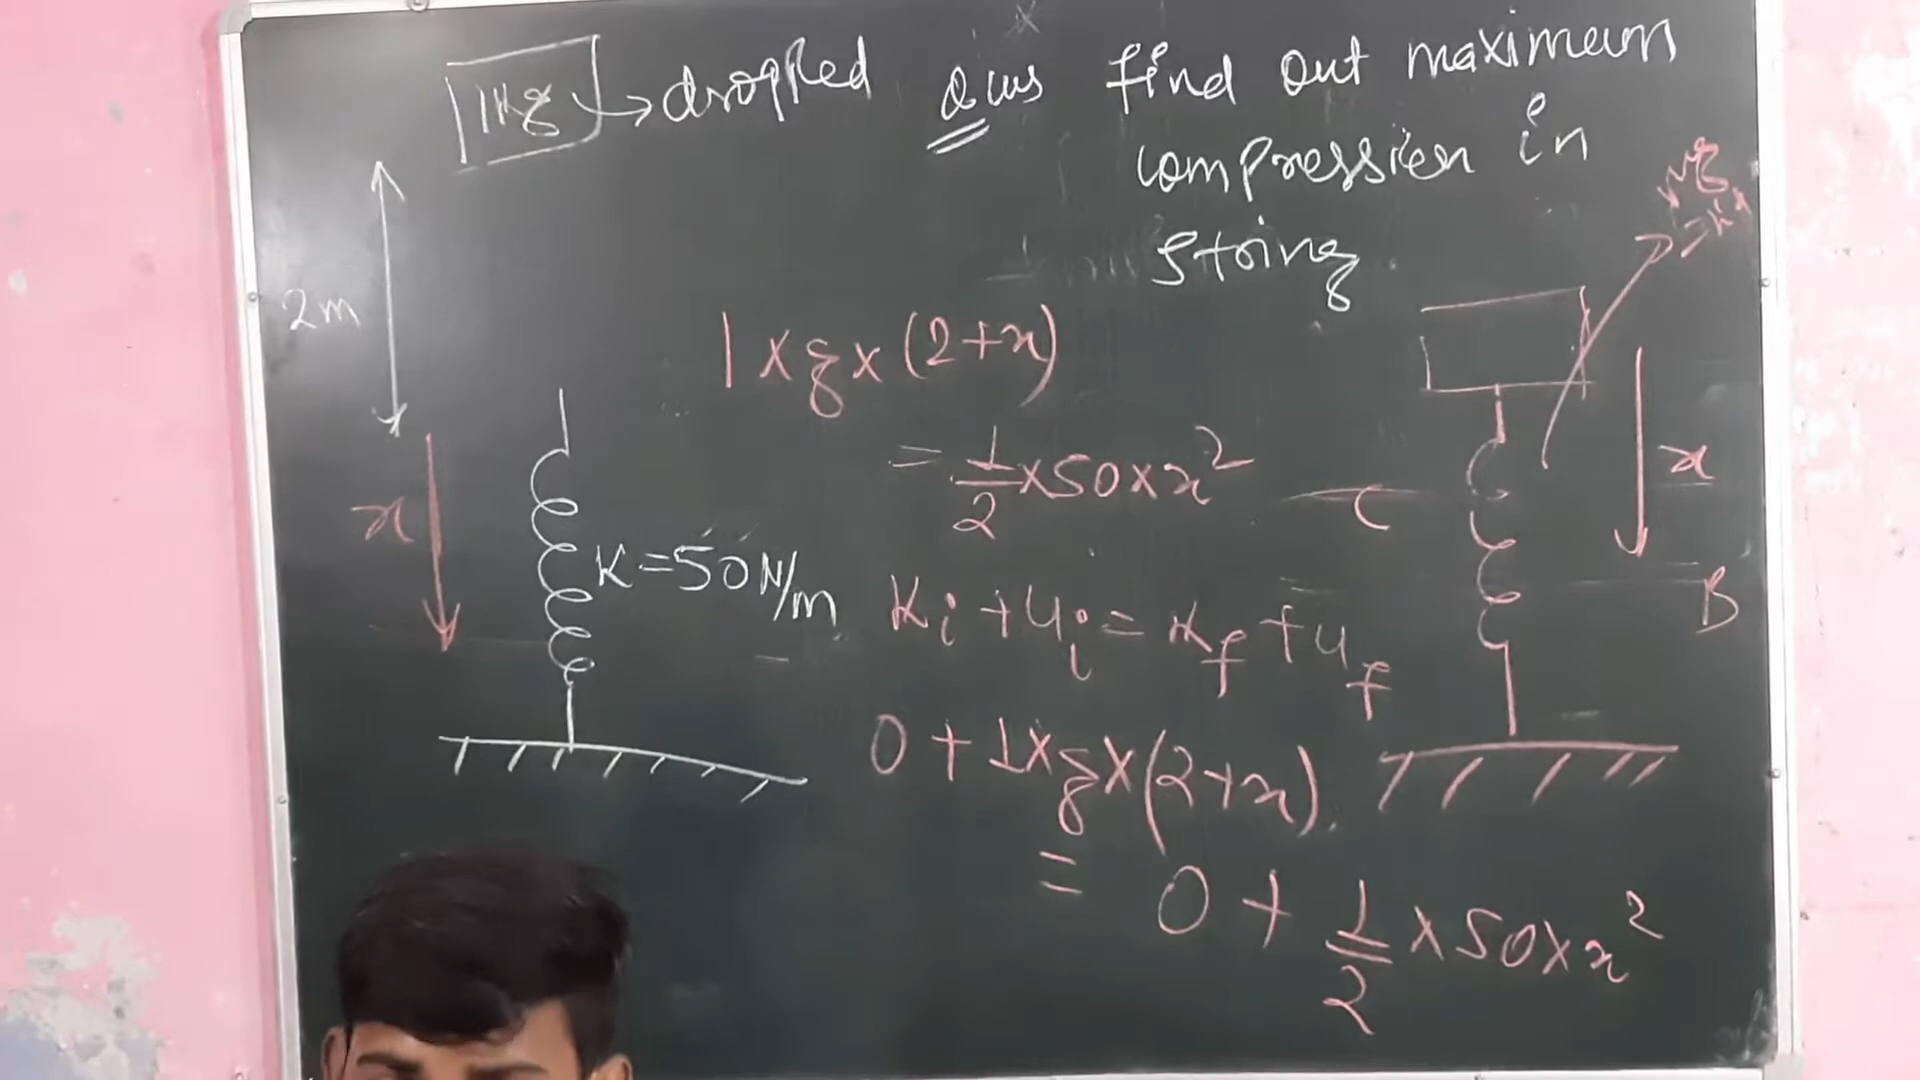 1Kg → dropped
Ques find out maximum
compression in
string
2m
x
K=50N/m
1×g×(2+x)
= 1/2×50×x²
Ki+ui=Kf+uf
0+1×g×(2+x)
= 0+1/2×50×x²
C
x
B